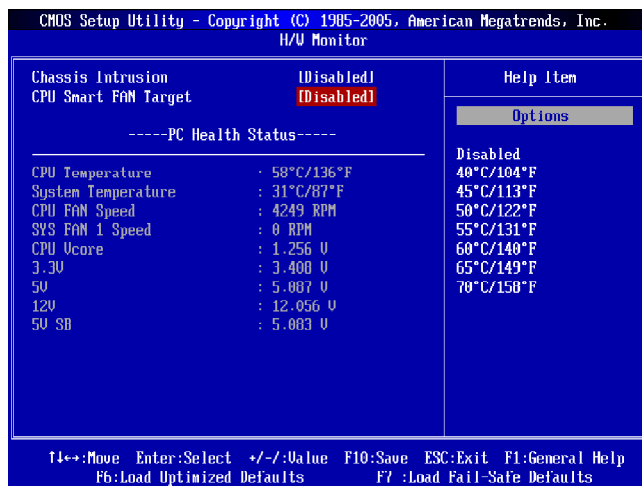 CMOS Setup Utility - Copyright (C) 1985-2005, American Megatrends, Inc.
H/W Monitor
Chassis Intrusion [Disabled]
CPU Smart FAN Target [Disabled]
-----PC Health Status-----
CPU Temperature : 58°C/136°F
System Temperature : 31°C/87°F
CPU FAN Speed : 4249 RPM
SYS FAN 1 Speed : 0 RPM
CPU Vcore : 1.256 V
3.3V : 3.408 V
5V : 5.087 V
12V : 12.056 V
5V SB : 5.083 V
Help Item
Options
Disabled
40°C/104°F
45°C/113°F
50°C/122°F
55°C/131°F
60°C/140°F
65°C/149°F
70°C/158°F
↑↓←→:Move Enter:Select +/-/:Value F10:Save ESC:Exit F1:General Help
F6:Load Optimized Defaults F7 :Load Fail-Safe Defaults